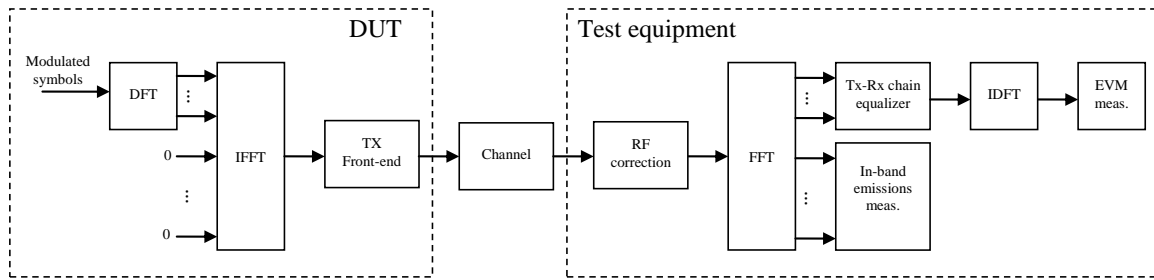 DUT
Test equipment
Modulated
symbols
DFT
...
0
0
...
IFFT
TX
Front-end
Channel
RF
correction
FFT
...
...
Tx-Rx chain
equalizer
In-band
emissions
meas.
IDFT
EVM
meas.